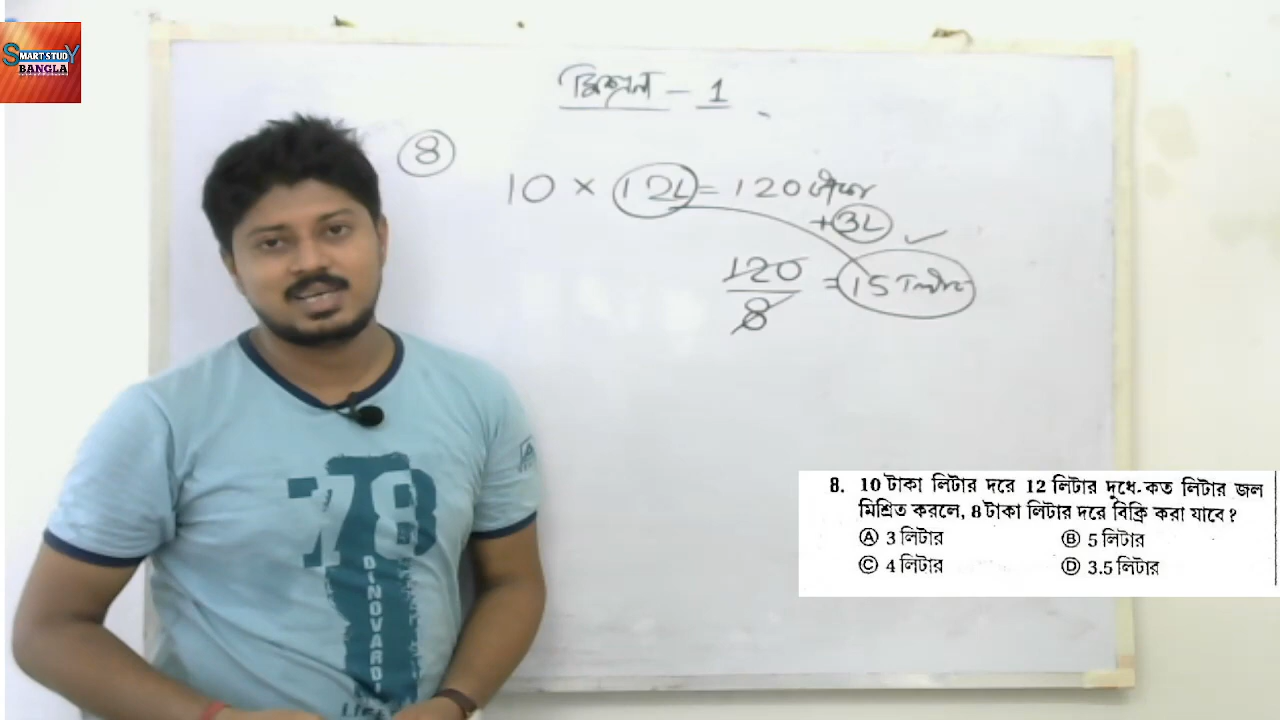 SMART STUDY
BANGLA
মিশ্রণ - 1
8
10 × 12L = 120 টাকা
+3L
120/8 = 15 লিটার
78
DINOVARDI
8. 10 টাকা লিটার দরে 12 লিটার দুধে কত লিটার জল
মিশ্রিত করলে, 8 টাকা লিটার দরে বিক্রি করা যাবে?
Ⓐ 3 লিটার Ⓑ 5 লিটার
Ⓒ 4 লিটার Ⓓ 3.5 লিটার